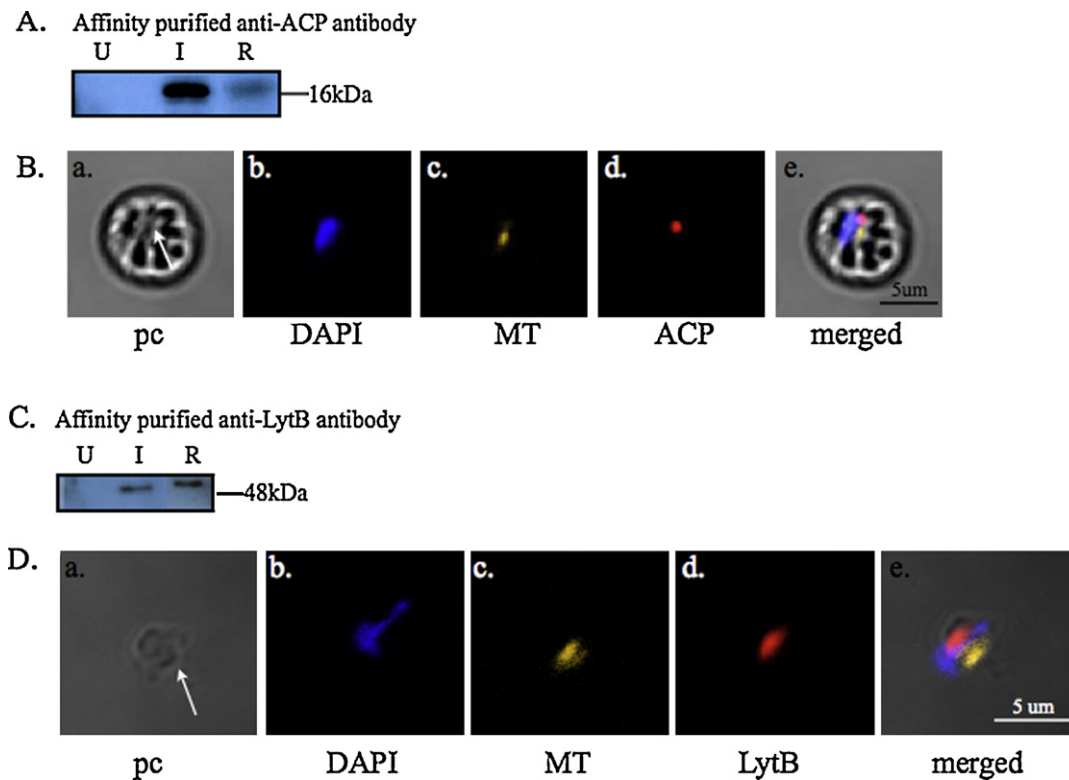 A. Affinity purified anti-ACP antibody
U I R
16kDa
B. a. b. c. d. e.
5um
pc DAPI MT ACP merged
C. Affinity purified anti-LytB antibody
U I R
48kDa
D. a. b. c. d. e.
5 um
pc DAPI MT LytB merged